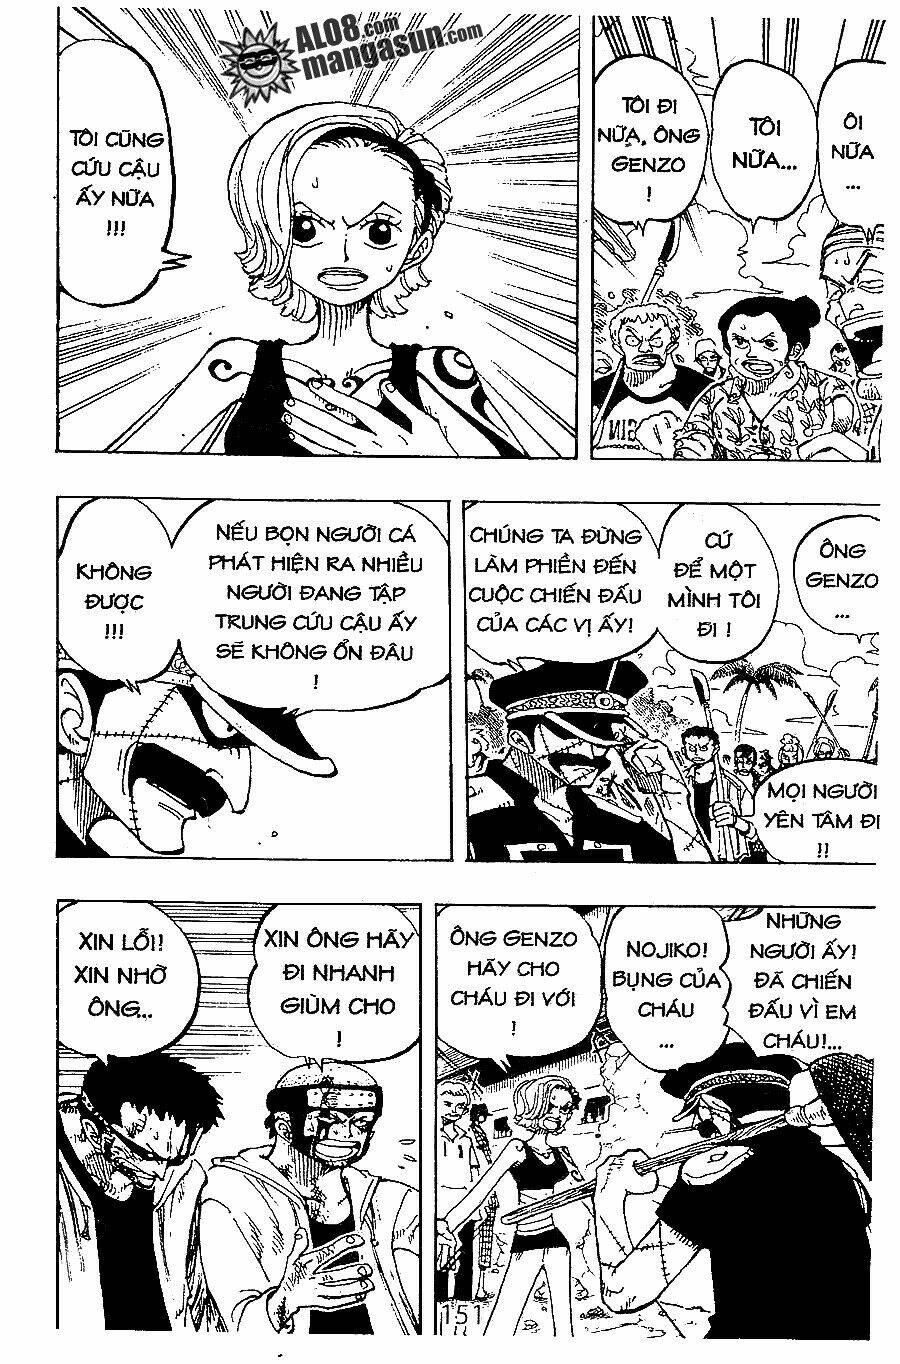 AL08.com
mangasun.com
ÔI
NỮA
...
TÔI
NỮA...
TÔI ĐI
NỮA, ÔNG
GENZO
!
TÔI CŨNG
CỨU CẬU
ẤY NỮA
!!!
ÔNG
GENZO
...
CỨ
ĐỂ MỘT
MÌNH TÔI
ĐI !
CHÚNG TA ĐỪNG
LÀM PHIỀN ĐẾN
CUỘC CHIẾN ĐẤU
CỦA CÁC VỊ ẤY!
MỌI NGƯỜI
YÊN TÂM ĐI
!!
NẾU BỌN NGƯỜI CÁ
PHÁT HIỆN RA NHIỀU
NGƯỜI ĐANG TẬP
TRUNG CỨU CẬU ẤY
SẼ KHÔNG ỔN ĐÂU
!
KHÔNG
ĐƯỢC
!!!
NHỮNG
NGƯỜI ẤY!
ĐÃ CHIẾN
ĐẤU VÌ EM
CHÁU!...
NOJIKO!
BỤNG CỦA
CHÁU
...
ÔNG GENZO
HÃY CHO
CHÁU ĐI VỚI
!
XIN ÔNG HÃY
ĐI NHANH
GIÙM CHO
!
XIN LỖI!
XIN NHỜ
ÔNG...
151